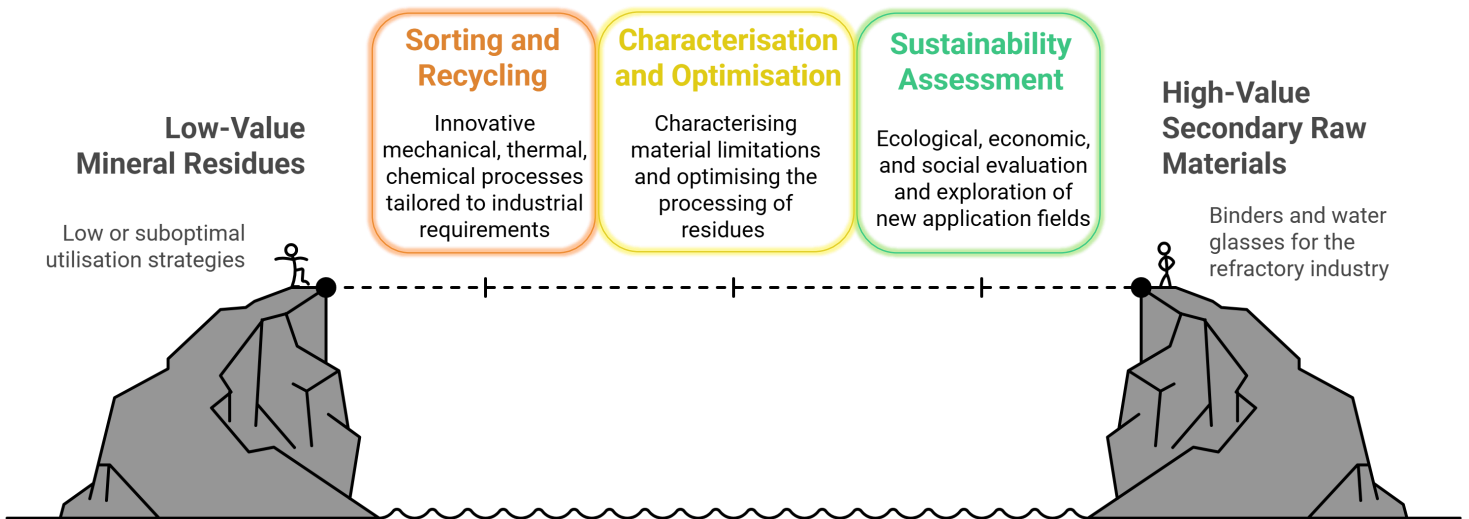 Low-Value
Mineral Residues
Low or suboptimal
utilisation strategies
Sorting and
Recycling
Innovative
mechanical, thermal,
chemical processes
tailored to industrial
requirements
Characterisation
and Optimisation
Characterising
material limitations
and optimising the
processing of
residues
Sustainability
Assessment
Ecological, economic,
and social evaluation
and exploration of
new application fields
High-Value
Secondary Raw
Materials
Binders and water
glasses for the
refractory industry